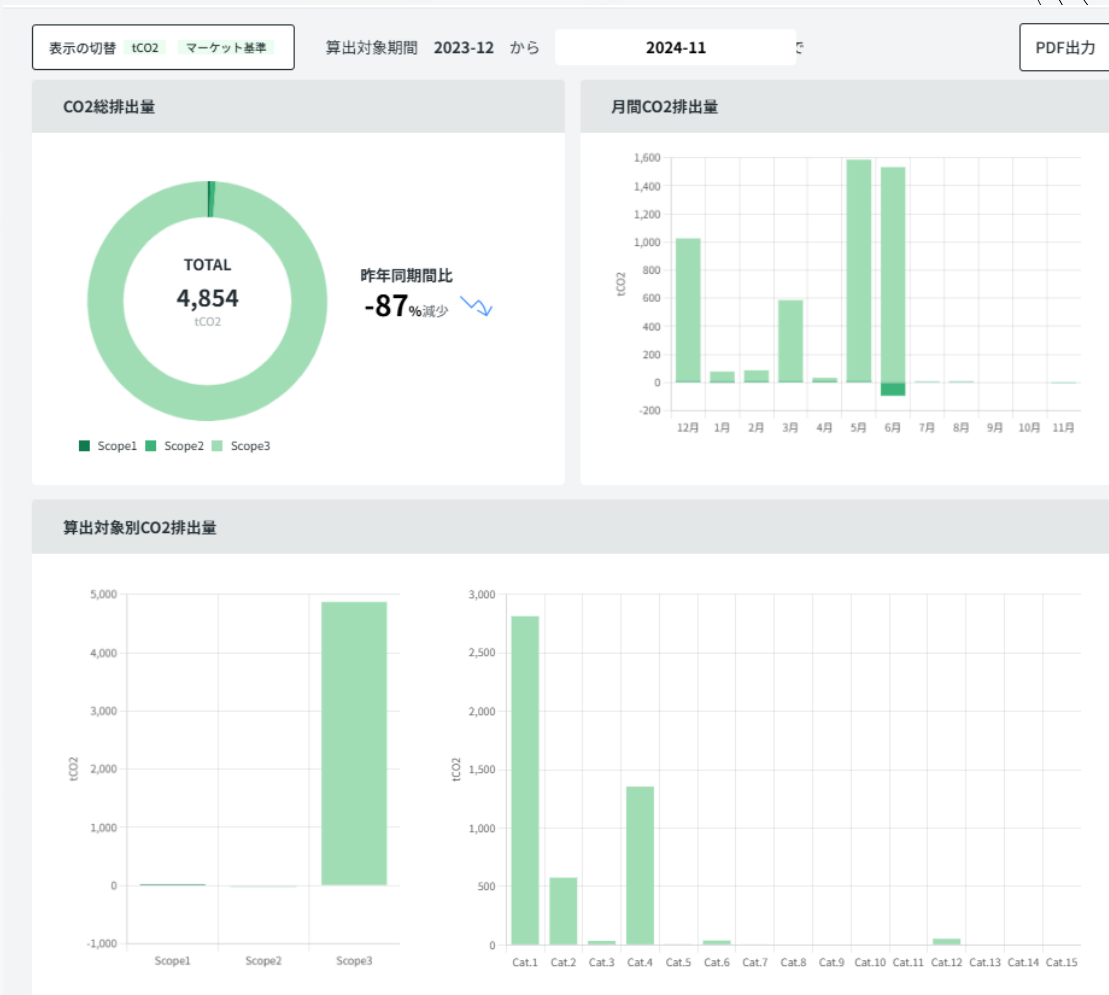 表示の切替 tCO2 マーケット基準 算出対象期間 2023-12 から 2024-11 で PDF出力
CO2総排出量
TOTAL
4,854
tCO2
昨年同期間比
-87%減少
Scope1 Scope2 Scope3
月間CO2排出量
1,600
1,400
1,200
1,000
800
600
400
200
0
-200
tCO2
12月 1月 2月 3月 4月 5月 6月 7月 8月 9月 10月 11月
算出対象別CO2排出量
5,000
4,000
3,000
2,000
1,000
0
-1,000
tCO2
Scope1 Scope2 Scope3
3,000
2,500
2,000
1,500
1,000
500
0
tCO2
Cat.1 Cat.2 Cat.3 Cat.4 Cat.5 Cat.6 Cat.7 Cat.8 Cat.9 Cat.10 Cat.11 Cat.12 Cat.13 Cat.14 Cat.15